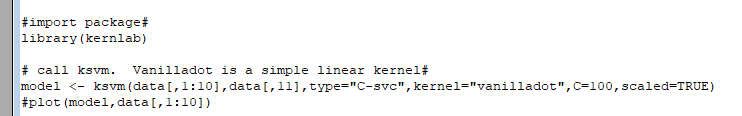 #import package#
library(kernlab)
# call ksvm.  Vanilladot is a simple linear kernel#
model <- ksvm(data[,1:10],data[,11],type="C-svc",kernel="vanilladot",C=100,scaled=TRUE)
#plot(model,data[,1:10])